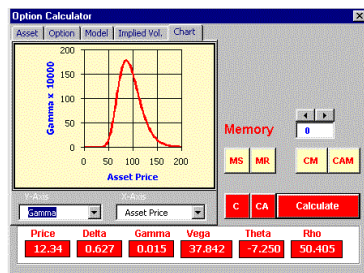 Option Calculator
Asset Option Model Implied Vol. Chart
200
150
100
50
0
Gamma x 10000
0 50 100 150 200
Asset Price
Y-Axis X-Axis
Gamma Asset Price
Memory
0
MS MR CM CAM
C CA Calculate
Price Delta Gamma Vega Theta Rho
12.34 0.627 0.015 37.842 -7.250 50.405